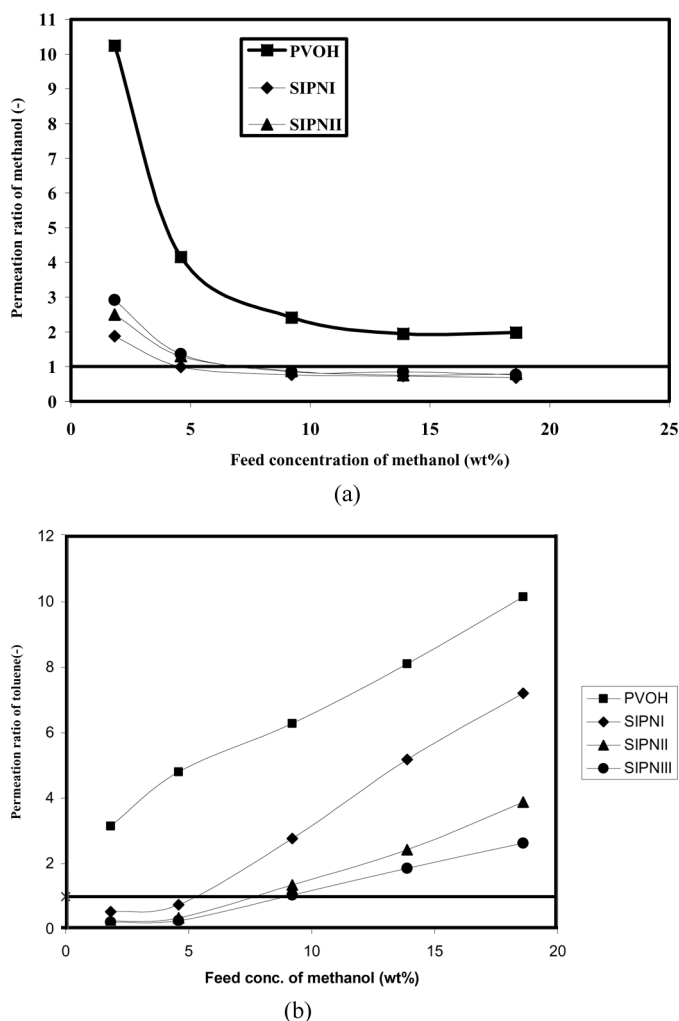 11
10
9
8
7
6
5
4
3
2
1
0
Permeation ratio of methanol (-)
PVOH
SIPNI
SIPNII
0 5 10 15 20 25
Feed concentration of methanol (wt%)
(a)
12
10
8
6
4
2
0
Permeation ratio of toluene(-)
PVOH
SIPNI
SIPNII
SIPNIII
0 5 10 15 20
Feed conc. of methanol (wt%)
(b)